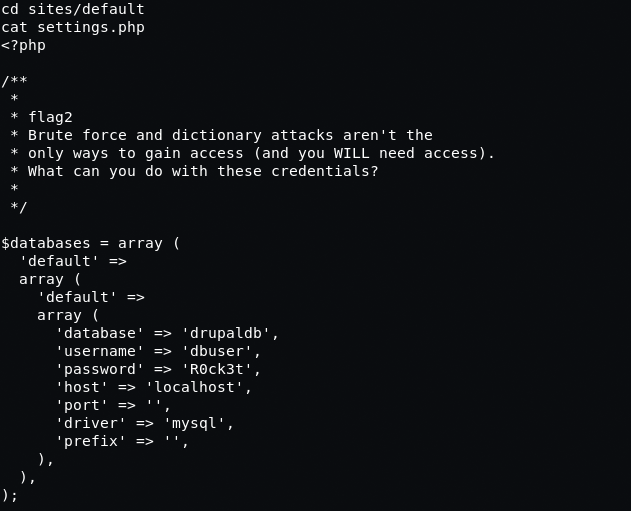 cd sites/default
cat settings.php
<?php
/**
 *
 * flag2
 * Brute force and dictionary attacks aren't the
 * only ways to gain access (and you WILL need access).
 * What can you do with these credentials?
 *
 */
$databases = array (
  'default' =>
  array (
    'default' =>
    array (
      'database' => 'drupaldb',
      'username' => 'dbuser',
      'password' => 'R0ck3t',
      'host' => 'localhost',
      'port' => '',
      'driver' => 'mysql',
      'prefix' => '',
    ),
  ),
);